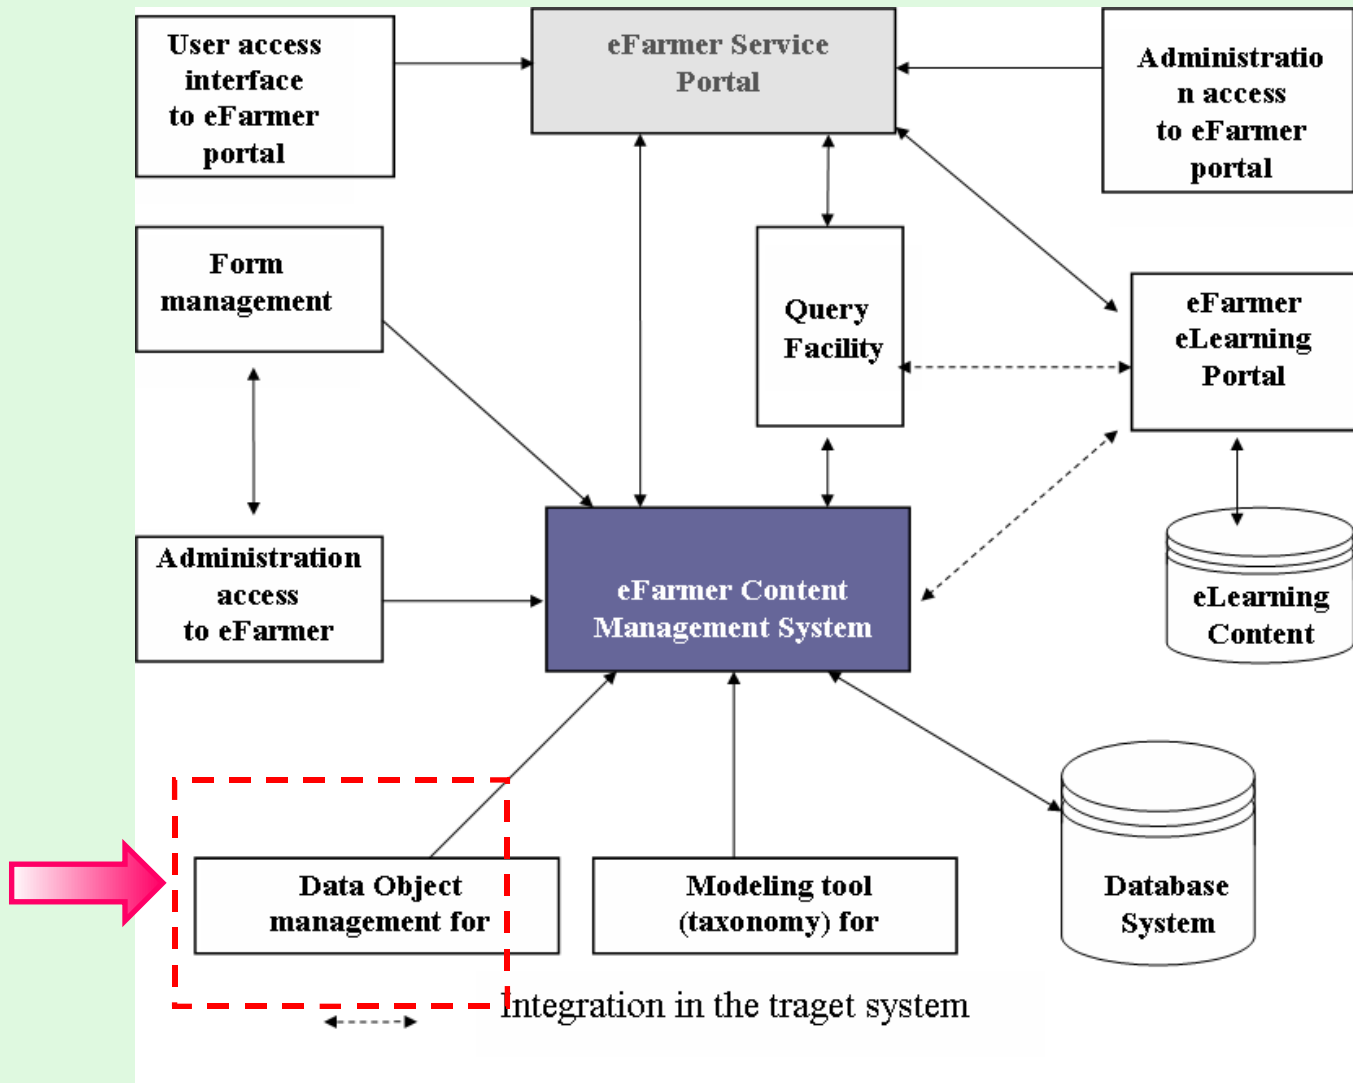 User access
interface
to eFarmer
portal
eFarmer Service
Portal
Administratio
n access
to eFarmer
portal
Form
management
Query
Facility
eFarmer
eLearning
Portal
Administration
access
to eFarmer
eFarmer Content
Management System
eLearning
Content
Data Object
management for
Modeling tool
(taxonomy) for
Database
System
Integration in the traget system